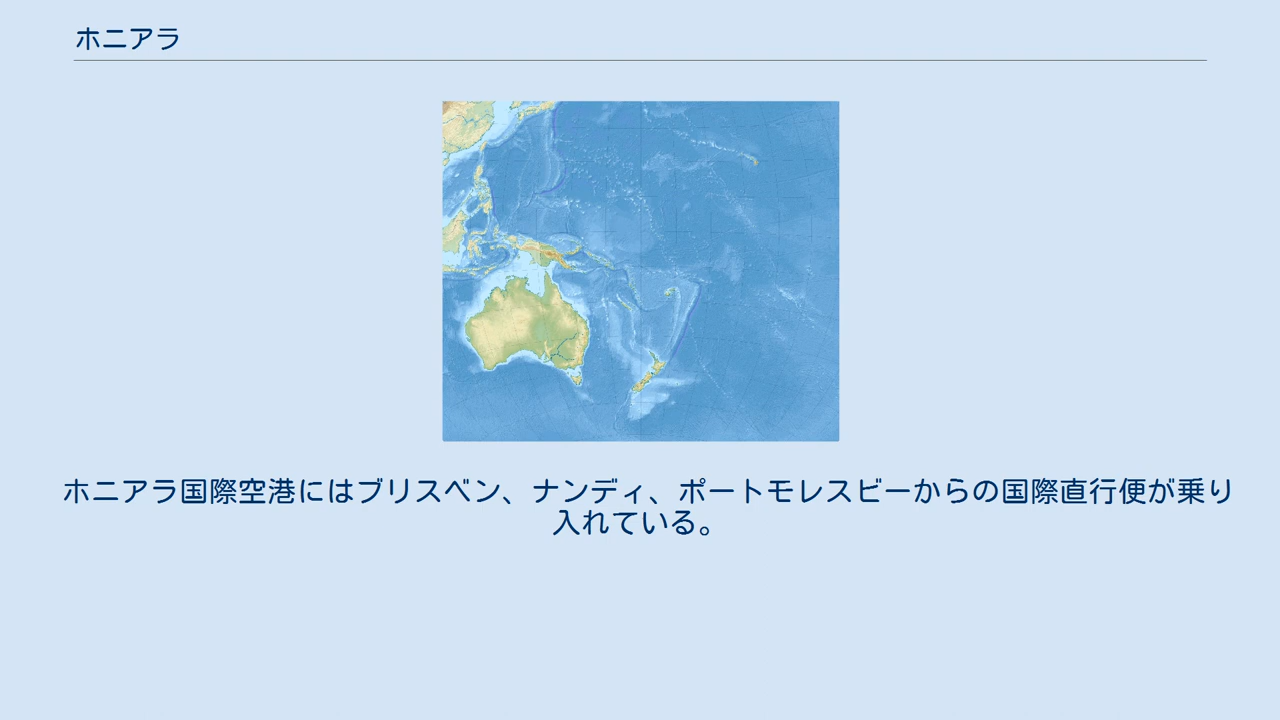 ホニアラ
ホニアラ国際空港にはブリスベン、ナンディ、ポートモレスビーからの国際直行便が乗り
入れている。